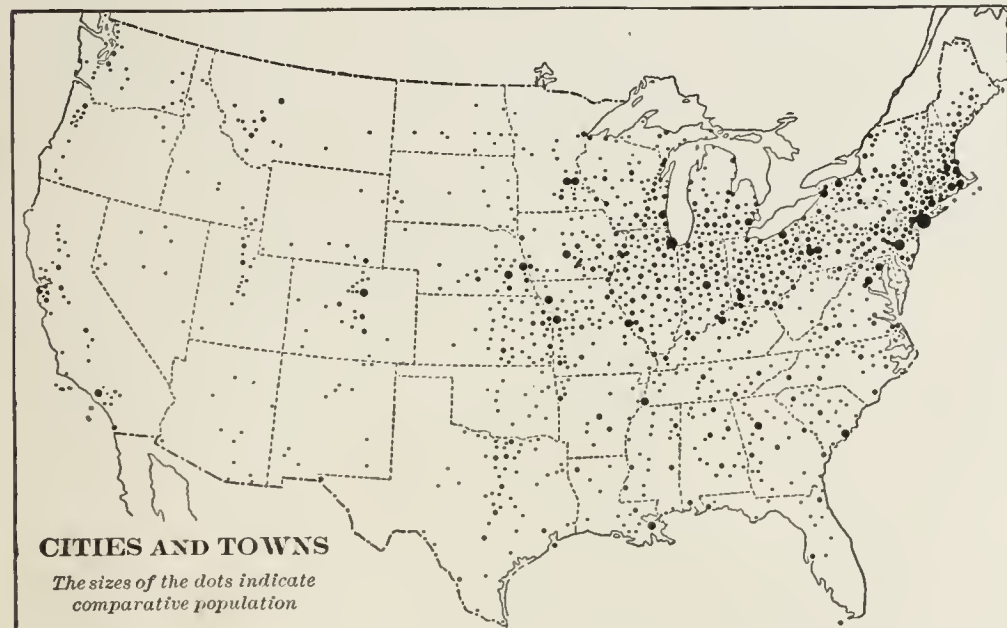 CITIES AND TOWNS
The sizes of the dots indicate
comparative population